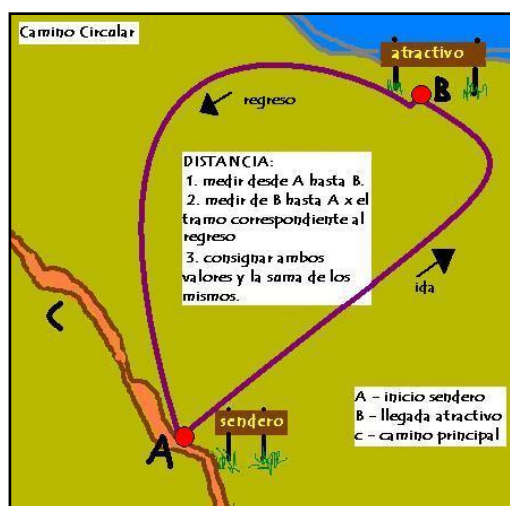 Camino Circular
atractivo
B
regreso
DISTANCIA:
1. medir desde A hasta B.
2. medir de B hasta A x el
tramo correspondiente al
regreso
3. consignar ambos
valores y la suma de los
mismos.
ida
C
A
sendero
A - inicio sendero
B - llegada atractivo
c - camino principal